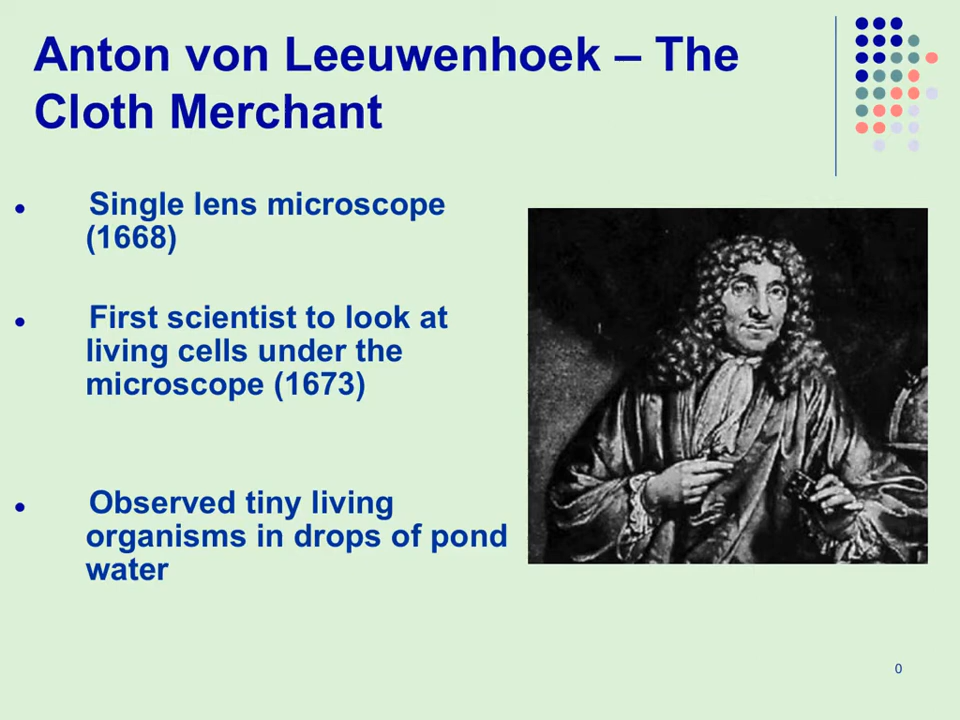 Anton von Leeuwenhoek – The
Cloth Merchant
● Single lens microscope
(1668)
● First scientist to look at
living cells under the
microscope (1673)
● Observed tiny living
organisms in drops of pond
water
0